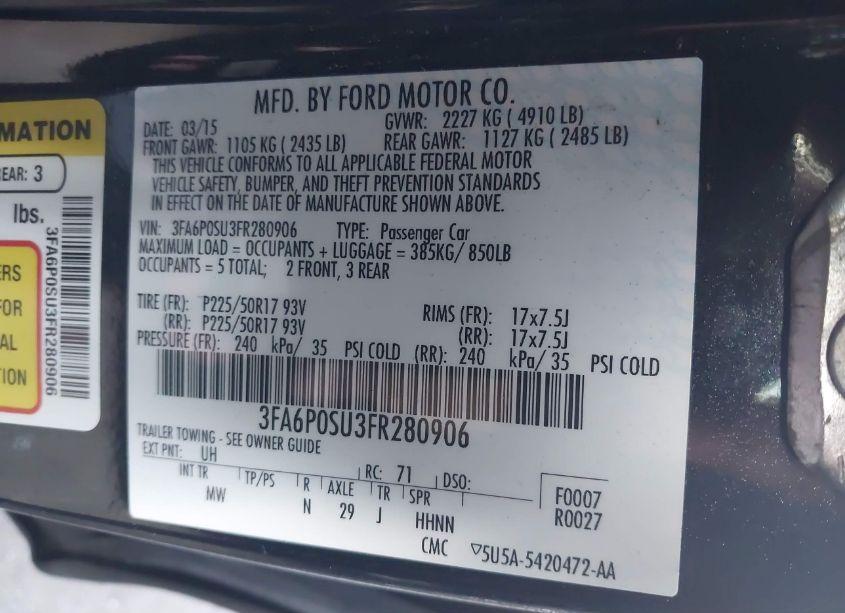 MFD. BY FORD MOTOR CO.
DATE: 03/15 GVWR: 2227 KG ( 4910 LB)
FRONT GAWR: 1105 KG ( 2435 LB) REAR GAWR: 1127 KG ( 2485 LB)
THIS VEHICLE CONFORMS TO ALL APPLICABLE FEDERAL MOTOR
VEHICLE SAFETY, BUMPER, AND THEFT PREVENTION STANDARDS
IN EFFECT ON THE DATE OF MANUFACTURE SHOWN ABOVE.
VIN: 3FA6P0SU3FR280906 TYPE: Passenger Car
MAXIMUM LOAD = OCCUPANTS + LUGGAGE = 385KG/ 850LB
OCCUPANTS = 5 TOTAL; 2 FRONT, 3 REAR
TIRE (FR): P225/50R17 93V RIMS (FR): 17x7.5J
(RR): P225/50R17 93V (RR): 17x7.5J
PRESSURE (FR): 240 kPa/ 35 PSI COLD (RR): 240 kPa/ 35 PSI COLD
3FA6P0SU3FR280906
TRAILER TOWING - SEE OWNER GUIDE
EXT PNT: UH RC: 71 DSO:
INT TR TP/PS R AXLE TR SPR
MW N 29 J HHNN
F0007
R0027
CMC ▽5U5A-5420472-AA
MATION
EAR: 3
lbs.
3FA6P0SU3FR280906
ERS
FOR
AL
TION